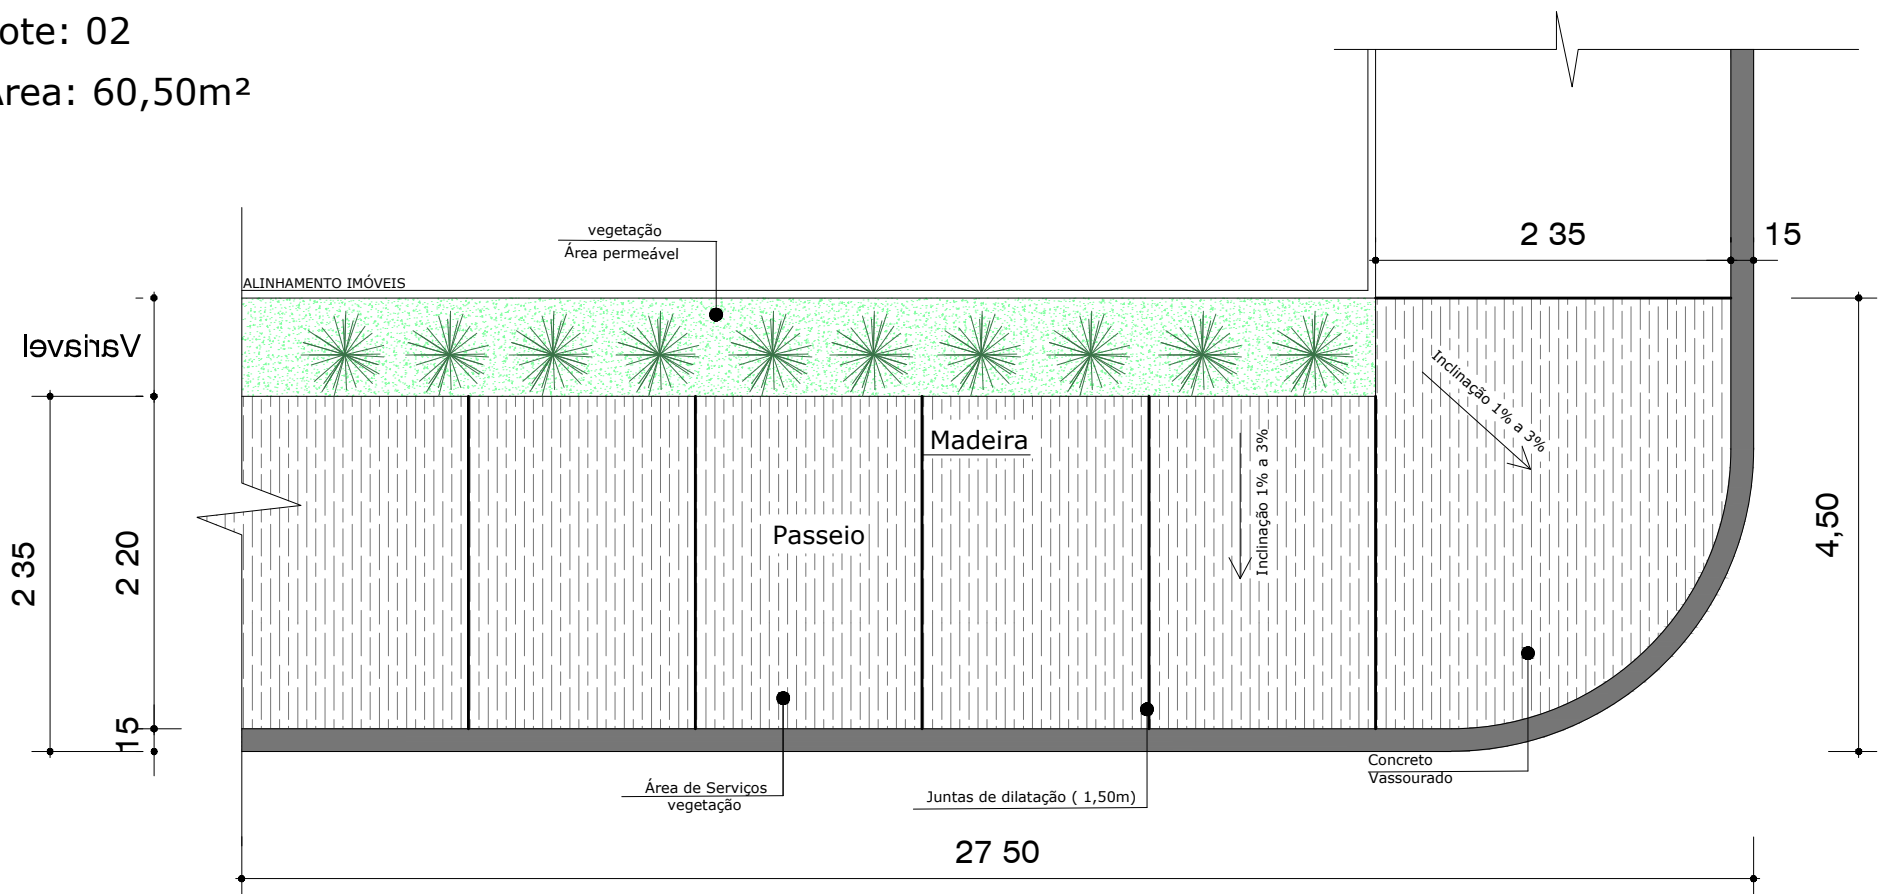 ote: 02
Área: 60,50m²
2 35
15
vegetação
Área permeável
ALINHAMENTO IMÓVEIS
Variavel
Inclinação 1% a 3%
Madeira
Inclinação 1% a 3%
Passeio
4,50
2 35
2 20
15
Concreto
Vassourado
Área de Serviços
vegetação
Juntas de dilatação ( 1,50m)
27 50